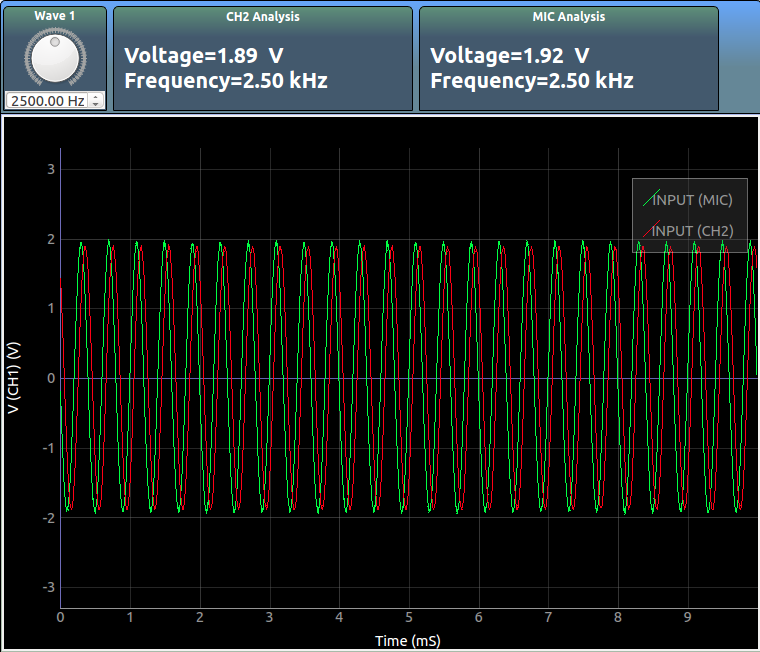 Wave 1
2500.00 Hz
CH2 Analysis
Voltage=1.89 V
Frequency=2.50 kHz
MIC Analysis
Voltage=1.92 V
Frequency=2.50 kHz
INPUT (MIC)
INPUT (CH2)
V (CH1) (V)
3
2
1
0
-1
-2
-3
0 1 2 3 4 5 6 7 8 9
Time (mS)